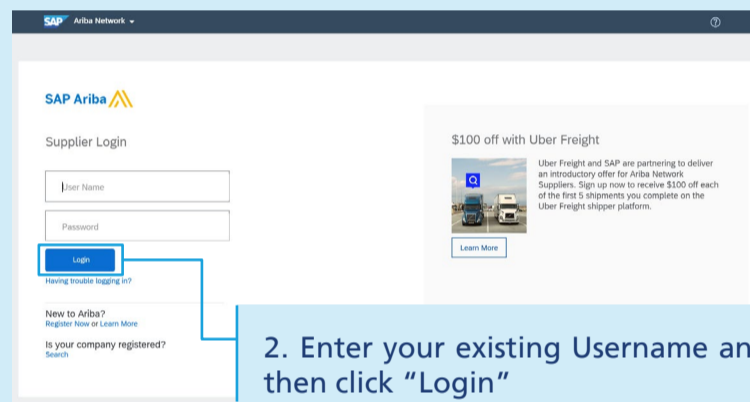 SAP Ariba Network
SAP Ariba
Supplier Login
User Name
Password
Login
Having trouble logging in?
New to Ariba?
Register Now or Learn More
Is your company registered?
Search
$100 off with Uber Freight
Uber Freight and SAP are partnering to deliver
an introductory offer for Ariba Network
Suppliers. Sign up now to receive $100 off each
of the first 5 shipments you complete on the
Uber Freight shipper platform.
Learn More
2. Enter your existing Username an
then click “Login”